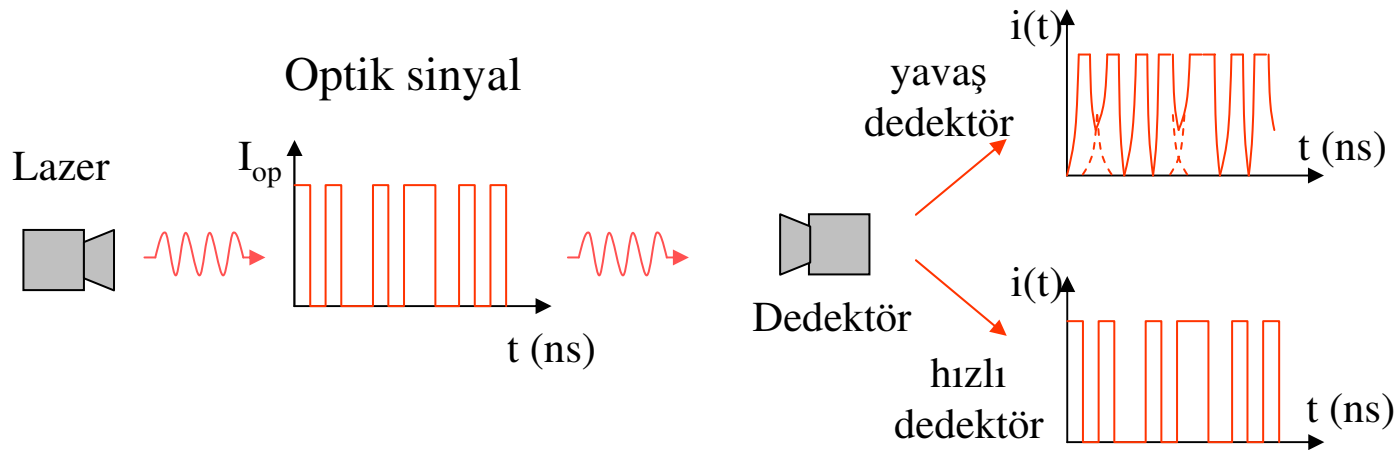 Lazer
Optik sinyal
I_op
t (ns)
Dedektör
yavaş
dedektör
i(t)
t (ns)
hızlı
dedektör
i(t)
t (ns)